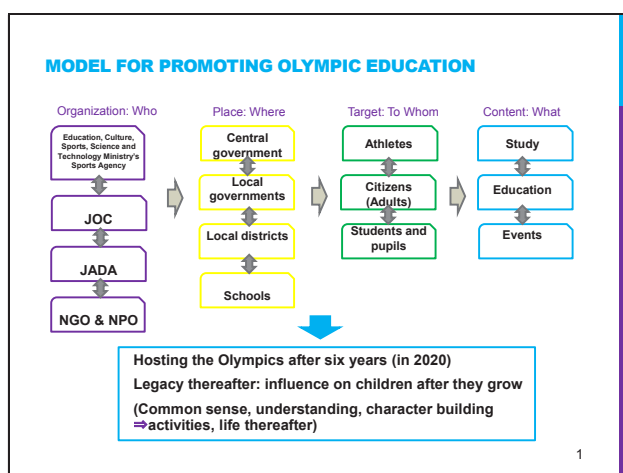 MODEL FOR PROMOTING OLYMPIC EDUCATION
Organization: Who
Education, Culture,
Sports, Science and
Technology Ministry's
Sports Agency
JOC
JADA
NGO & NPO
Place: Where
Central
government
Local
governments
Local districts
Schools
Target: To Whom
Athletes
Citizens
(Adults)
Students and
pupils
Content: What
Study
Education
Events
Hosting the Olympics after six years (in 2020)
Legacy thereafter: influence on children after they grow
(Common sense, understanding, character building
⇒activities, life thereafter)
1